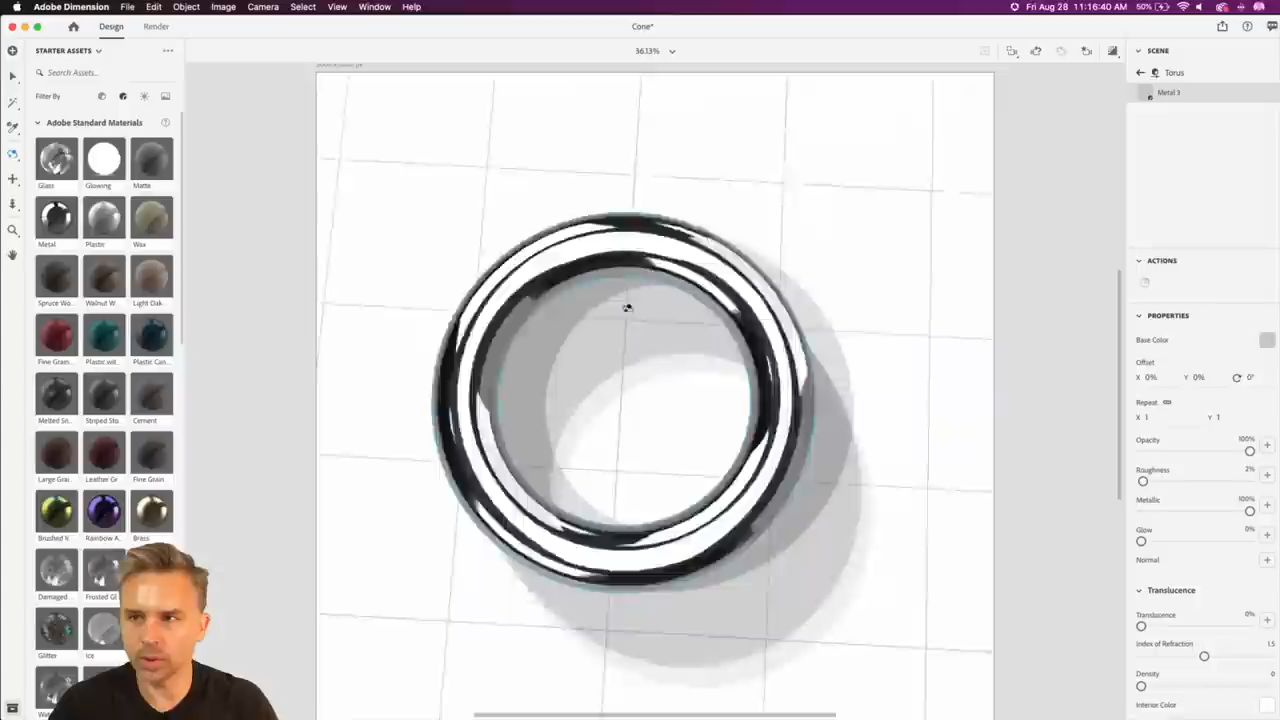 Adobe Dimension File Edit Object Image Camera Select View Window Help
50% Fri Aug 28 11:16:40 AM
Design Render
Cone*
STARTER ASSETS
36.13%
SCENE
Search Assets...
Torus
Filter By
Metal 3
Adobe Standard Materials
Glass Glowing Matte
Metal Plastic Wax
Spruce Wo... Walnut W... Light Oak...
ACTIONS
PROPERTIES
Base Color
Fine Grain... Plastic wit... Plastic Can...
Offset
X 0% Y 0% 0°
Repeat
X 1 Y 1
Melted Sn... Striped Sto... Cement
Opacity 100%
Roughness 2%
Large Grai... Leather Gr... Fine Grain
Metallic 100%
Glow 0%
Brushed M... Rainbow A... Brass
Normal
Damaged... Frosted Gl...
Translucence
Translucence 0%
Index of Refraction 1.5
Glitter Ice
Density 0
Interior Color